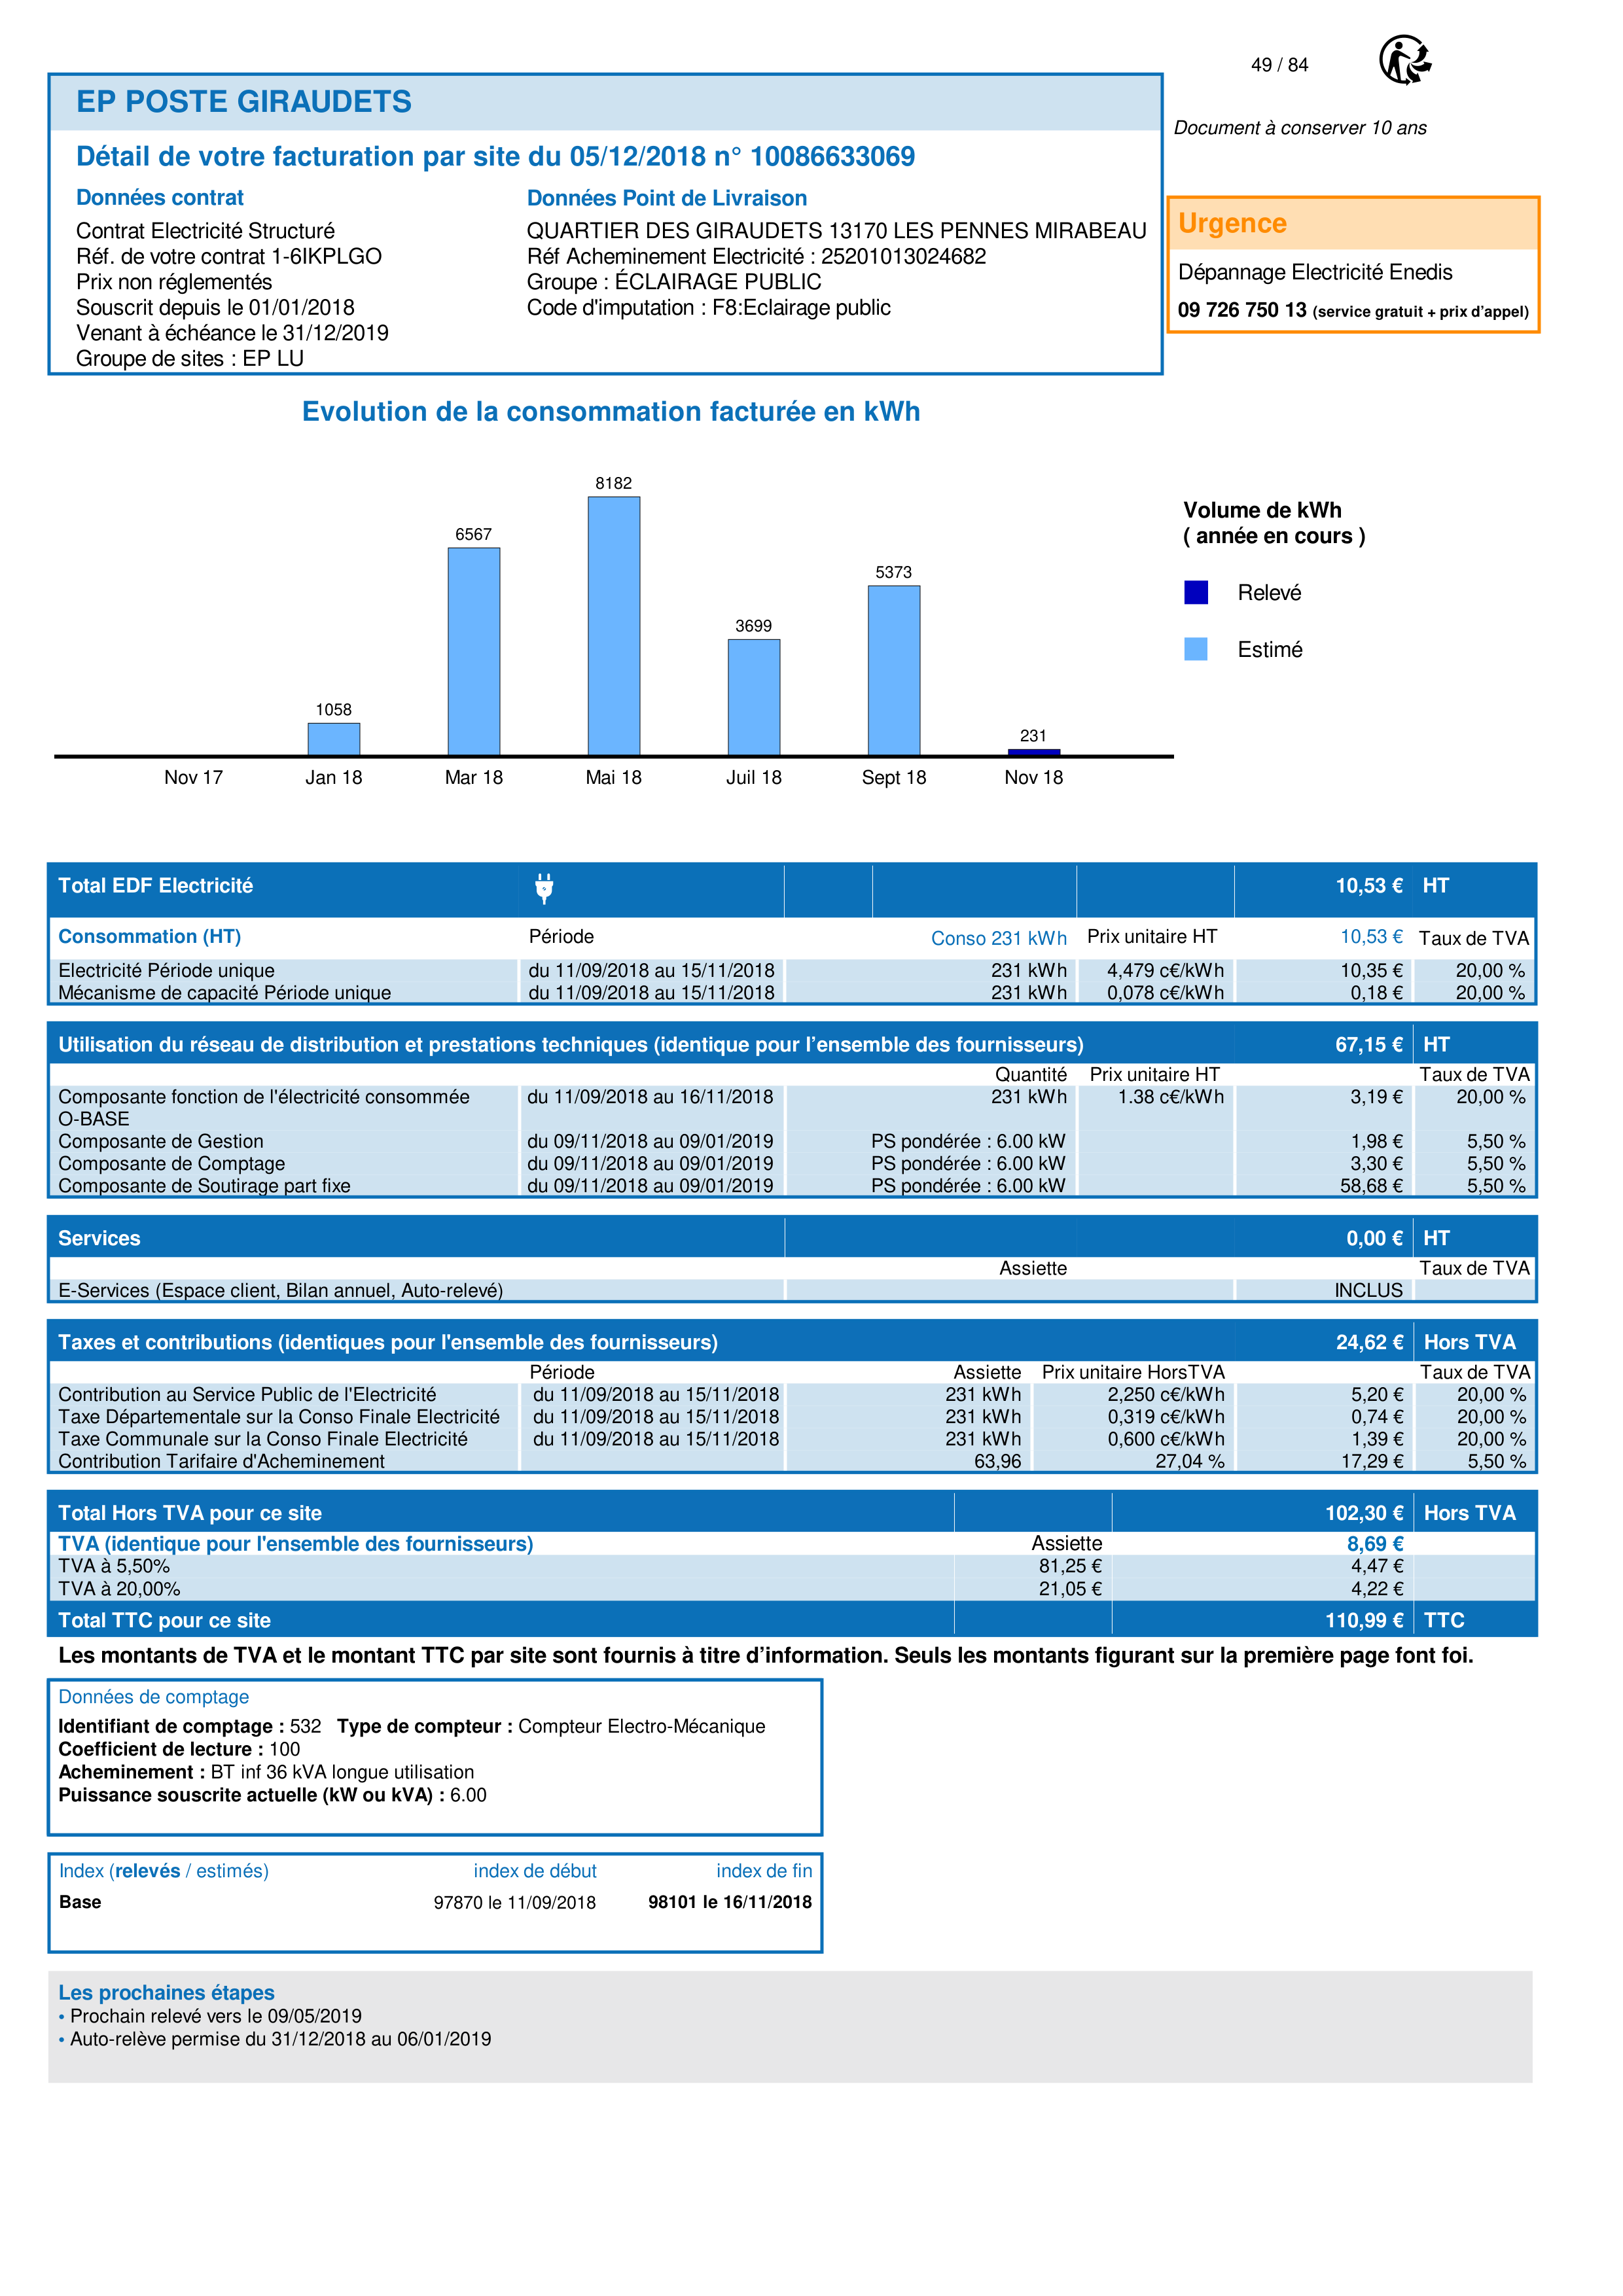 49 / 84
EP POSTE GIRAUDETS
Document à conserver 10 ans
Détail de votre facturation par site du 05/12/2018 n° 10086633069
Données contrat
Contrat Electricité Structuré
Réf. de votre contrat 1-6IKPLGO
Prix non réglementés
Souscrit depuis le 01/01/2018
Venant à échéance le 31/12/2019
Groupe de sites : EP LU
Données Point de Livraison
QUARTIER DES GIRAUDETS 13170 LES PENNES MIRABEAU
Réf Acheminement Electricité : 25201013024682
Groupe : ÉCLAIRAGE PUBLIC
Code d'imputation : F8:Eclairage public
Urgence
Dépannage Electricité Enedis
09 726 750 13 (service gratuit + prix d’appel)
Evolution de la consommation facturée en kWh
8182
6567
5373
3699
1058
231
Nov 17 Jan 18 Mar 18 Mai 18 Juil 18 Sept 18 Nov 18
Volume de kWh
( année en cours )
Relevé
Estimé
Total EDF Electricité 10,53 € HT
Consommation (HT) Période Conso 231 kWh Prix unitaire HT 10,53 € Taux de TVA
Electricité Période unique du 11/09/2018 au 15/11/2018 231 kWh 4,479 c€/kWh 10,35 € 20,00 %
Mécanisme de capacité Période unique du 11/09/2018 au 15/11/2018 231 kWh 0,078 c€/kWh 0,18 € 20,00 %
Utilisation du réseau de distribution et prestations techniques (identique pour l’ensemble des fournisseurs) 67,15 € HT
Quantité Prix unitaire HT Taux de TVA
Composante fonction de l'électricité consommée du 11/09/2018 au 16/11/2018 231 kWh 1.38 c€/kWh 3,19 € 20,00 %
O-BASE
Composante de Gestion du 09/11/2018 au 09/01/2019 PS pondérée : 6.00 kW 1,98 € 5,50 %
Composante de Comptage du 09/11/2018 au 09/01/2019 PS pondérée : 6.00 kW 3,30 € 5,50 %
Composante de Soutirage part fixe du 09/11/2018 au 09/01/2019 PS pondérée : 6.00 kW 58,68 € 5,50 %
Services 0,00 € HT
Assiette Taux de TVA
E-Services (Espace client, Bilan annuel, Auto-relevé) INCLUS
Taxes et contributions (identiques pour l'ensemble des fournisseurs) 24,62 € Hors TVA
Période Assiette Prix unitaire HorsTVA Taux de TVA
Contribution au Service Public de l'Electricité du 11/09/2018 au 15/11/2018 231 kWh 2,250 c€/kWh 5,20 € 20,00 %
Taxe Départementale sur la Conso Finale Electricité du 11/09/2018 au 15/11/2018 231 kWh 0,319 c€/kWh 0,74 € 20,00 %
Taxe Communale sur la Conso Finale Electricité du 11/09/2018 au 15/11/2018 231 kWh 0,600 c€/kWh 1,39 € 20,00 %
Contribution Tarifaire d'Acheminement 63,96 27,04 % 17,29 € 5,50 %
Total Hors TVA pour ce site 102,30 € Hors TVA
TVA (identique pour l'ensemble des fournisseurs) Assiette 8,69 €
TVA à 5,50% 81,25 € 4,47 €
TVA à 20,00% 21,05 € 4,22 €
Total TTC pour ce site 110,99 € TTC
Les montants de TVA et le montant TTC par site sont fournis à titre d’information. Seuls les montants figurant sur la première page font foi.
Données de comptage
Identifiant de comptage : 532 Type de compteur : Compteur Electro-Mécanique
Coefficient de lecture : 100
Acheminement : BT inf 36 kVA longue utilisation
Puissance souscrite actuelle (kW ou kVA) : 6.00
Index (relevés / estimés) index de début index de fin
Base 97870 le 11/09/2018 98101 le 16/11/2018
Les prochaines étapes
• Prochain relevé vers le 09/05/2019
• Auto-relève permise du 31/12/2018 au 06/01/2019